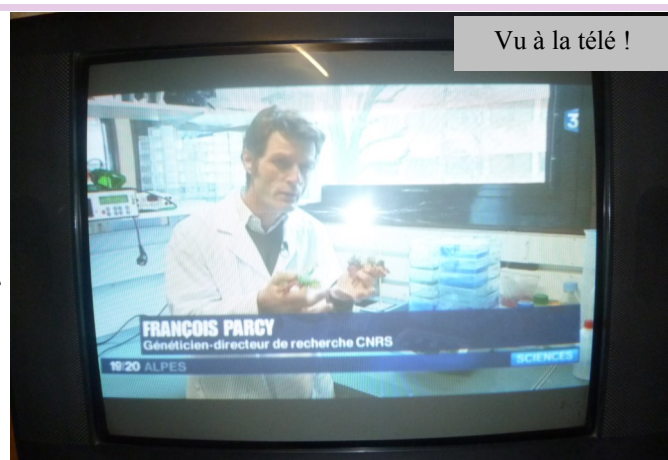 Vu à la télé !
3
FRANÇOIS PARCY
Généticien-directeur de recherche CNRS
SCIENCES
19|20 ALPES